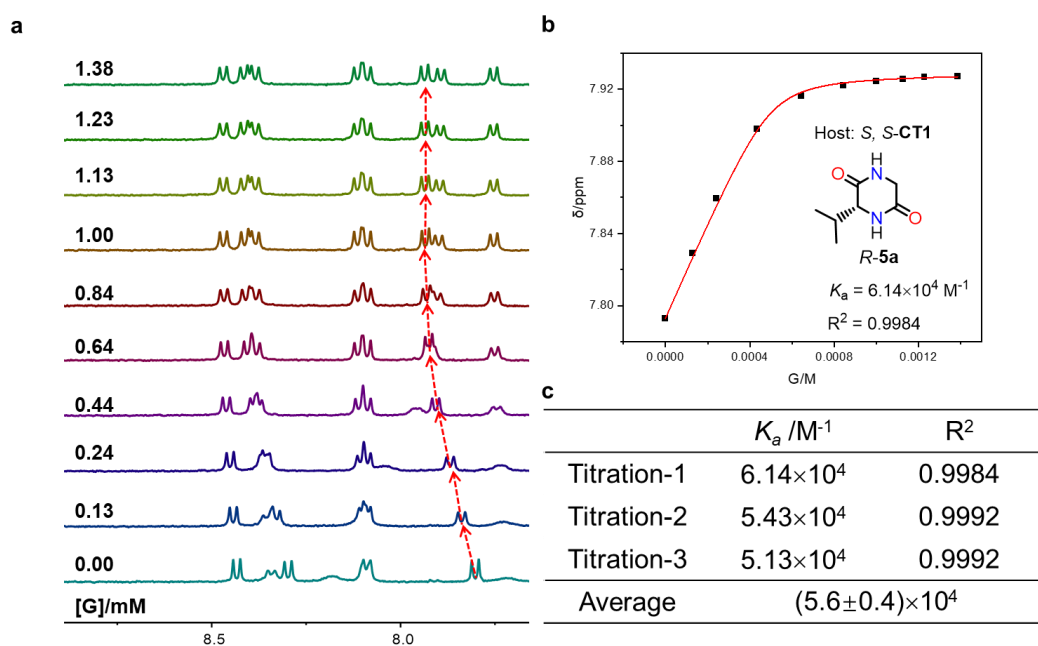 a
1.38
1.23
1.13
1.00
0.84
0.64
0.44
0.24
0.13
0.00
[G]/mM
8.5 8.0
b
7.92
7.88
7.84
7.80
δ/ppm
Host: S, S-CT1
H
O N
N O
H
R-5a
Kₐ = 6.14×10⁴ M⁻¹
R² = 0.9984
0.0000 0.0004 0.0008 0.0012
G/M
c
Kₐ /M⁻¹ R²
Titration-1 6.14×10⁴ 0.9984
Titration-2 5.43×10⁴ 0.9992
Titration-3 5.13×10⁴ 0.9992
Average (5.6±0.4)×10⁴